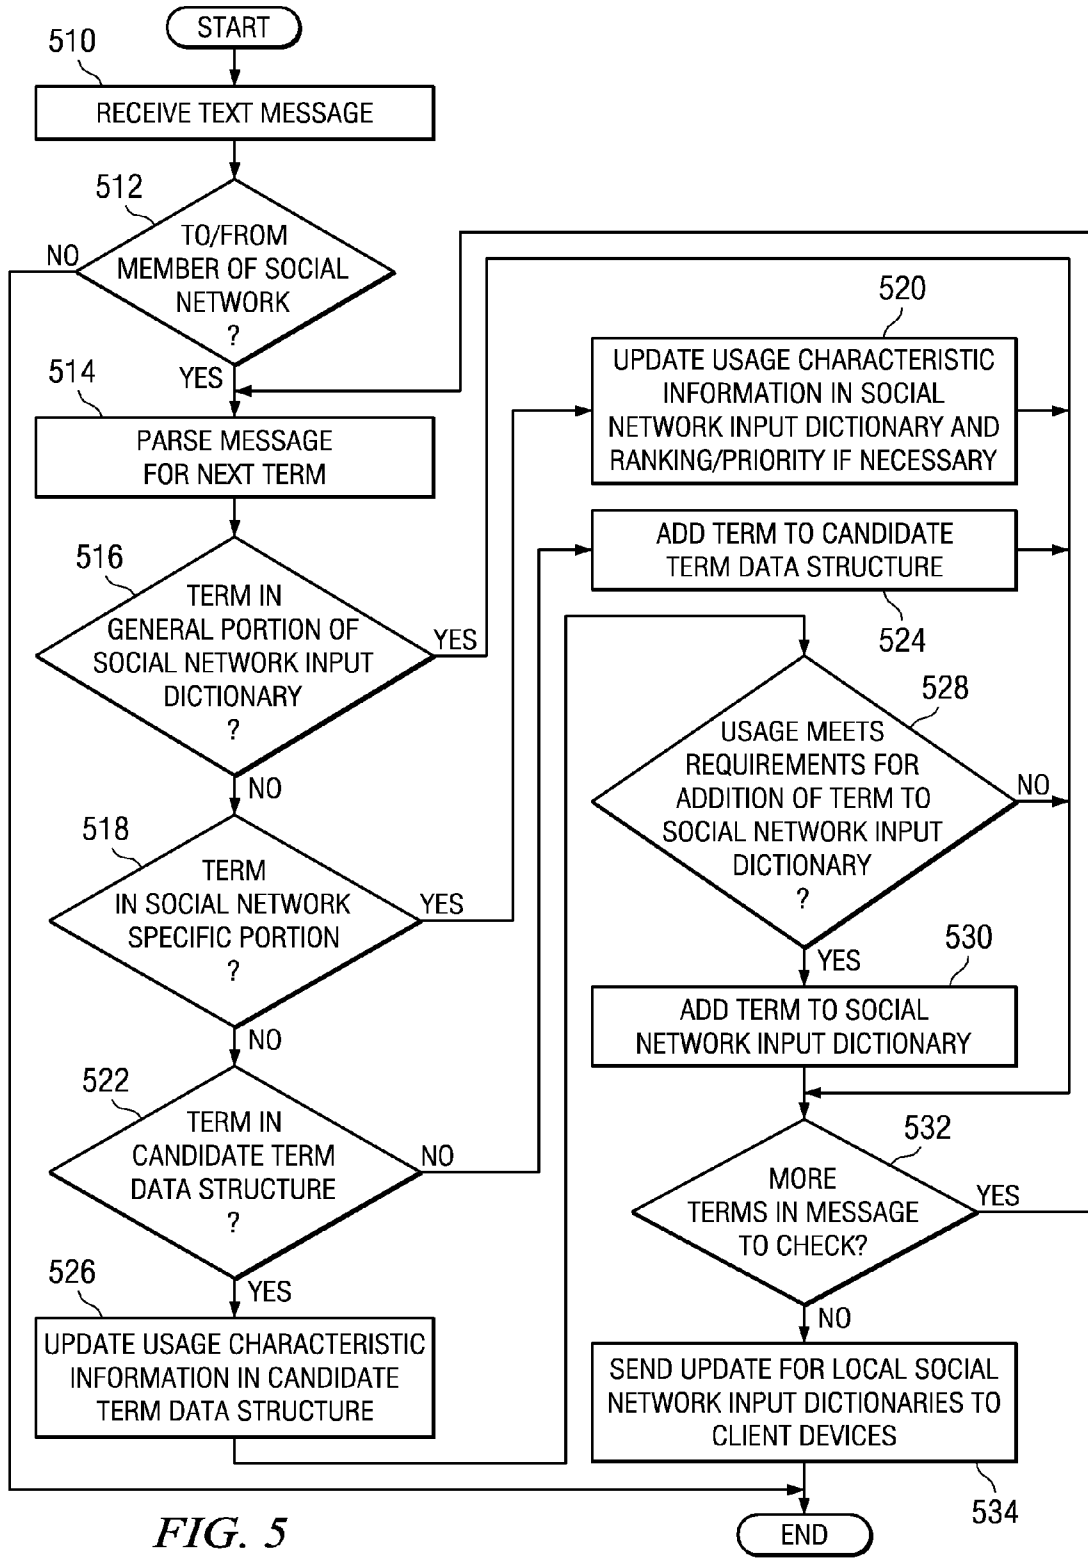 START
510
RECEIVE TEXT MESSAGE
512
TO/FROM
MEMBER OF SOCIAL
NETWORK
?
NO
YES
514
PARSE MESSAGE
FOR NEXT TERM
516
TERM IN
GENERAL PORTION OF
SOCIAL NETWORK INPUT
DICTIONARY
?
YES
NO
518
TERM
IN SOCIAL NETWORK
SPECIFIC PORTION
?
YES
NO
522
TERM IN
CANDIDATE TERM
DATA STRUCTURE
?
NO
YES
526
UPDATE USAGE CHARACTERISTIC
INFORMATION IN CANDIDATE
TERM DATA STRUCTURE
520
UPDATE USAGE CHARACTERISTIC
INFORMATION IN SOCIAL
NETWORK INPUT DICTIONARY AND
RANKING/PRIORITY IF NECESSARY
ADD TERM TO CANDIDATE
TERM DATA STRUCTURE
524
528
USAGE MEETS
REQUIREMENTS FOR
ADDITION OF TERM TO
SOCIAL NETWORK INPUT
DICTIONARY
?
NO
YES
530
ADD TERM TO SOCIAL
NETWORK INPUT DICTIONARY
532
MORE
TERMS IN MESSAGE
TO CHECK?
YES
NO
SEND UPDATE FOR LOCAL SOCIAL
NETWORK INPUT DICTIONARIES TO
CLIENT DEVICES
534
END
FIG. 5